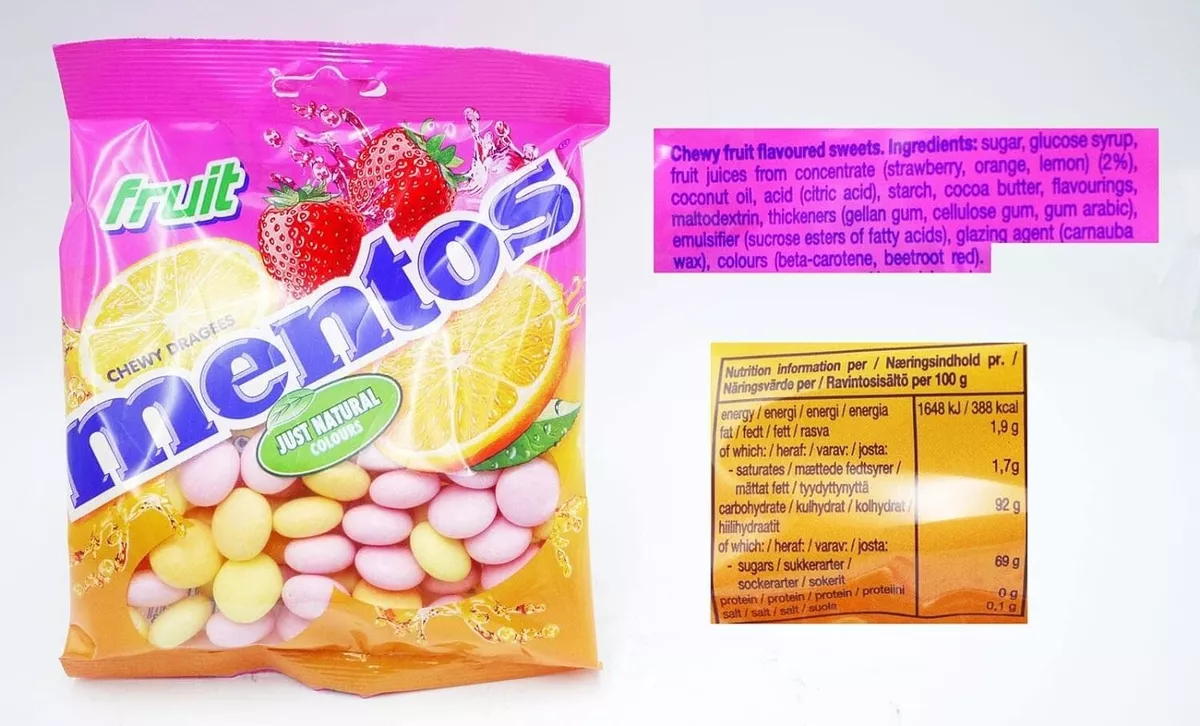 fruit
mentos
CHEWY DRAGEES
JUST NATURAL
COLOURS
Chewy fruit flavoured sweets. Ingredients: sugar, glucose syrup,
fruit juices from concentrate (strawberry, orange, lemon) (2%),
coconut oil, acid (citric acid), starch, cocoa butter, flavourings,
maltodextrin, thickeners (gellan gum, cellulose gum, gum arabic),
emulsifier (sucrose esters of fatty acids), glazing agent (carnauba
wax), colours (beta-carotene, beetroot red).
Nutrition information per / Næringsindhold pr. /
Näringsvärde per / Ravintosisältö per 100 g
energy / energi / energi / energia 1648 kJ / 388 kcal
fat / fedt / fett / rasva 1,9 g
of which: / heraf: / varav: / josta:
- saturates / mættede fedtsyrer / 1,7g
mättat fett / tyydyttynyttä
carbohydrate / kulhydrat / kolhydrat / 92 g
hiilihydraatit
of which: / heraf: / varav: / josta:
- sugars / sukkerarter / 69 g
sockerarter / sokerit
protein / protein / protein / proteiini 0 g
salt / salt / salt / suola 0,1 g